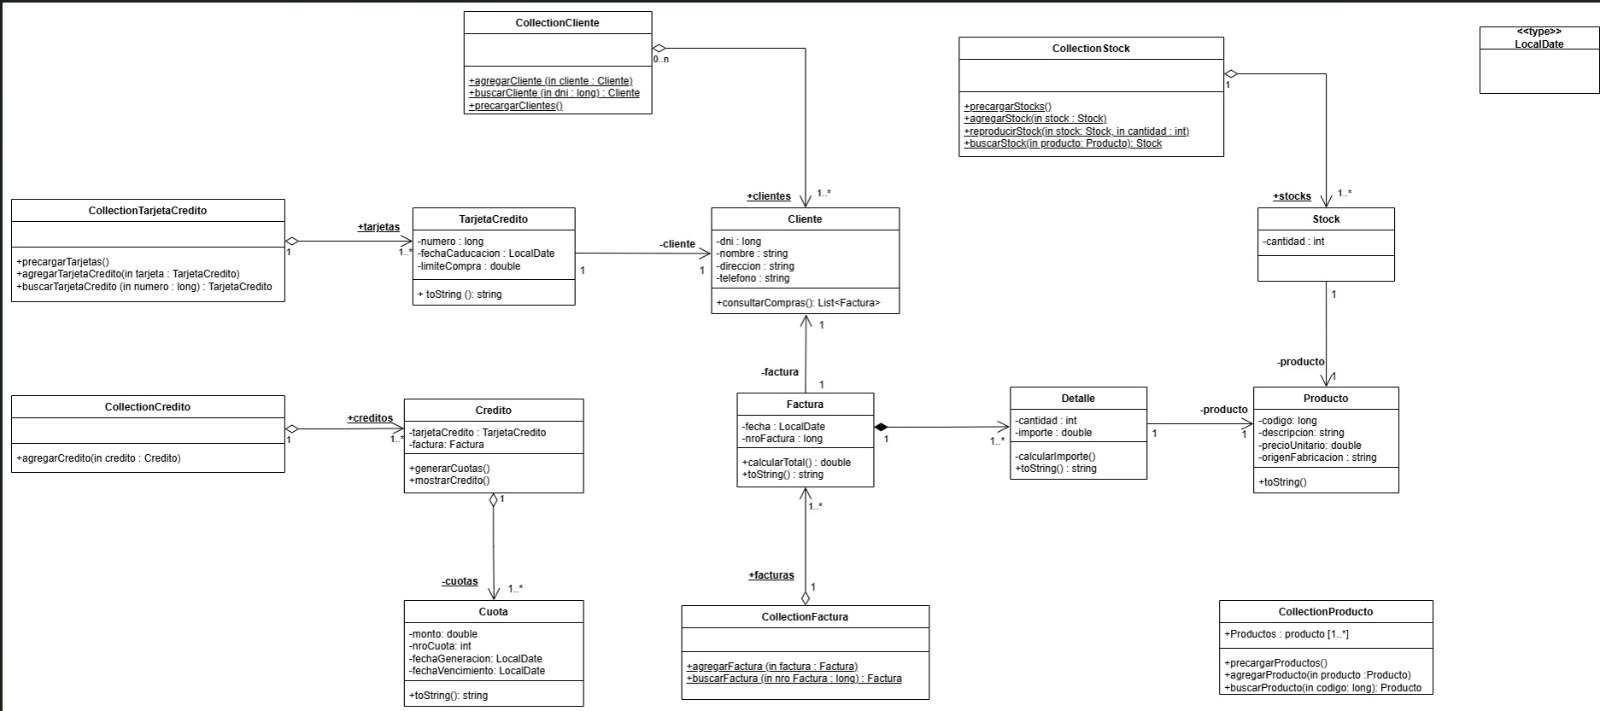 CollectionCliente
0..n
+agregarCliente (in cliente : Cliente)
+buscarCliente (in dni : long) : Cliente
+precargarClientes()
CollectionStock
1
+precargarStocks()
+agregarStock(in stock : Stock)
+reproducirStock(in stock: Stock, in cantidad : int)
+buscarStock(in producto: Producto): Stock
<<type>>
LocalDate
+clientes
1..*
+stocks
1..*
CollectionTarjetaCredito
1
+precargarTarjetas()
+agregarTarjetaCredito(in tarjeta : TarjetaCredito)
+buscarTarjetaCredito (in numero : long) : TarjetaCredito
+tarjetas
1..*
TarjetaCredito
-numero : long
-fechaCaducacion : LocalDate
-limiteCompra : double
+ toString (): string
1
-cliente
1
Cliente
-dni : long
-nombre : string
-direccion : string
-telefono : string
+consultarCompras(): List<Factura>
1
Stock
-cantidad : int
1
-factura
1
-producto
1
CollectionCredito
1
+agregarCredito(in credito : Credito)
+creditos
1..*
Credito
-tarjetaCredito : TarjetaCredito
-factura: Factura
+generarCuotas()
+mostrarCredito()
1
Factura
-fecha : LocalDate
-nroFactura : long
+calcularTotal() : double
+toString() : string
1
1..*
Detalle
-cantidad : int
-importe : double
-calcularImporte()
+toString() : string
1
-producto
1
Producto
-codigo: long
-descripcion: string
-precioUnitario: double
-origenFabricacion : string
+toString()
1..*
-cuotas
1..*
+facturas
1
Cuota
-monto: double
-nroCuota: int
-fechaGeneracion: LocalDate
-fechaVencimiento: LocalDate
+toString(): string
CollectionFactura
+agregarFactura (in factura : Factura)
+buscarFactura (in nro Factura : long) : Factura
CollectionProducto
+Productos : producto [1..*]
+precargarProductos()
+agregarProducto(in producto :Producto)
+buscarProducto(in codigo: long): Producto